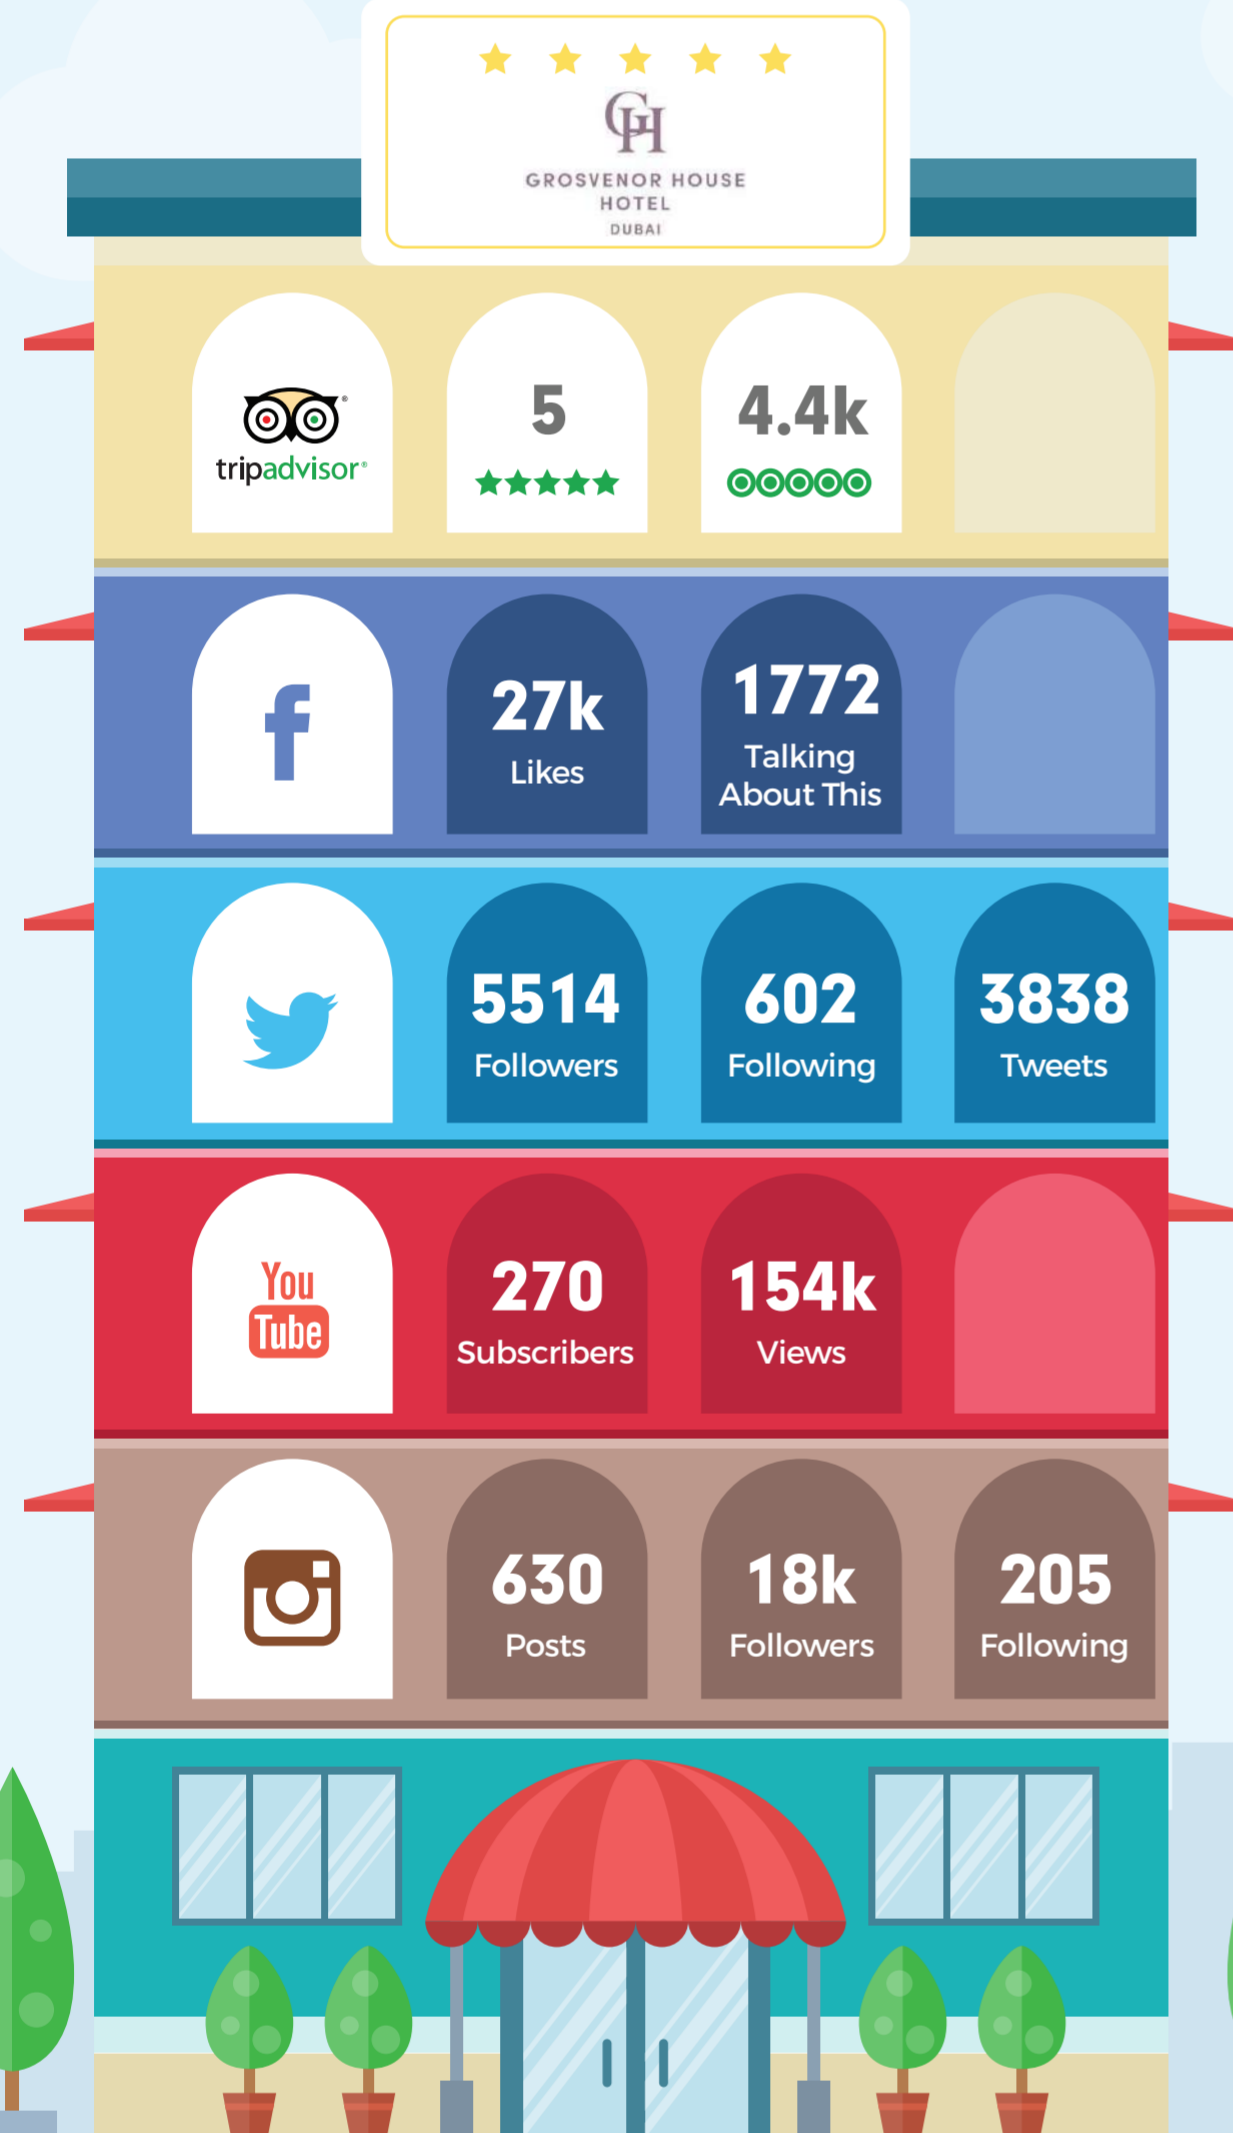 GH
GROSVENOR HOUSE
HOTEL
DUBAI
tripadvisor®
5
4.4k
f
27k
Likes
1772
Talking
About This
5514
Followers
602
Following
3838
Tweets
You
Tube
270
Subscribers
154k
Views
630
Posts
18k
Followers
205
Following